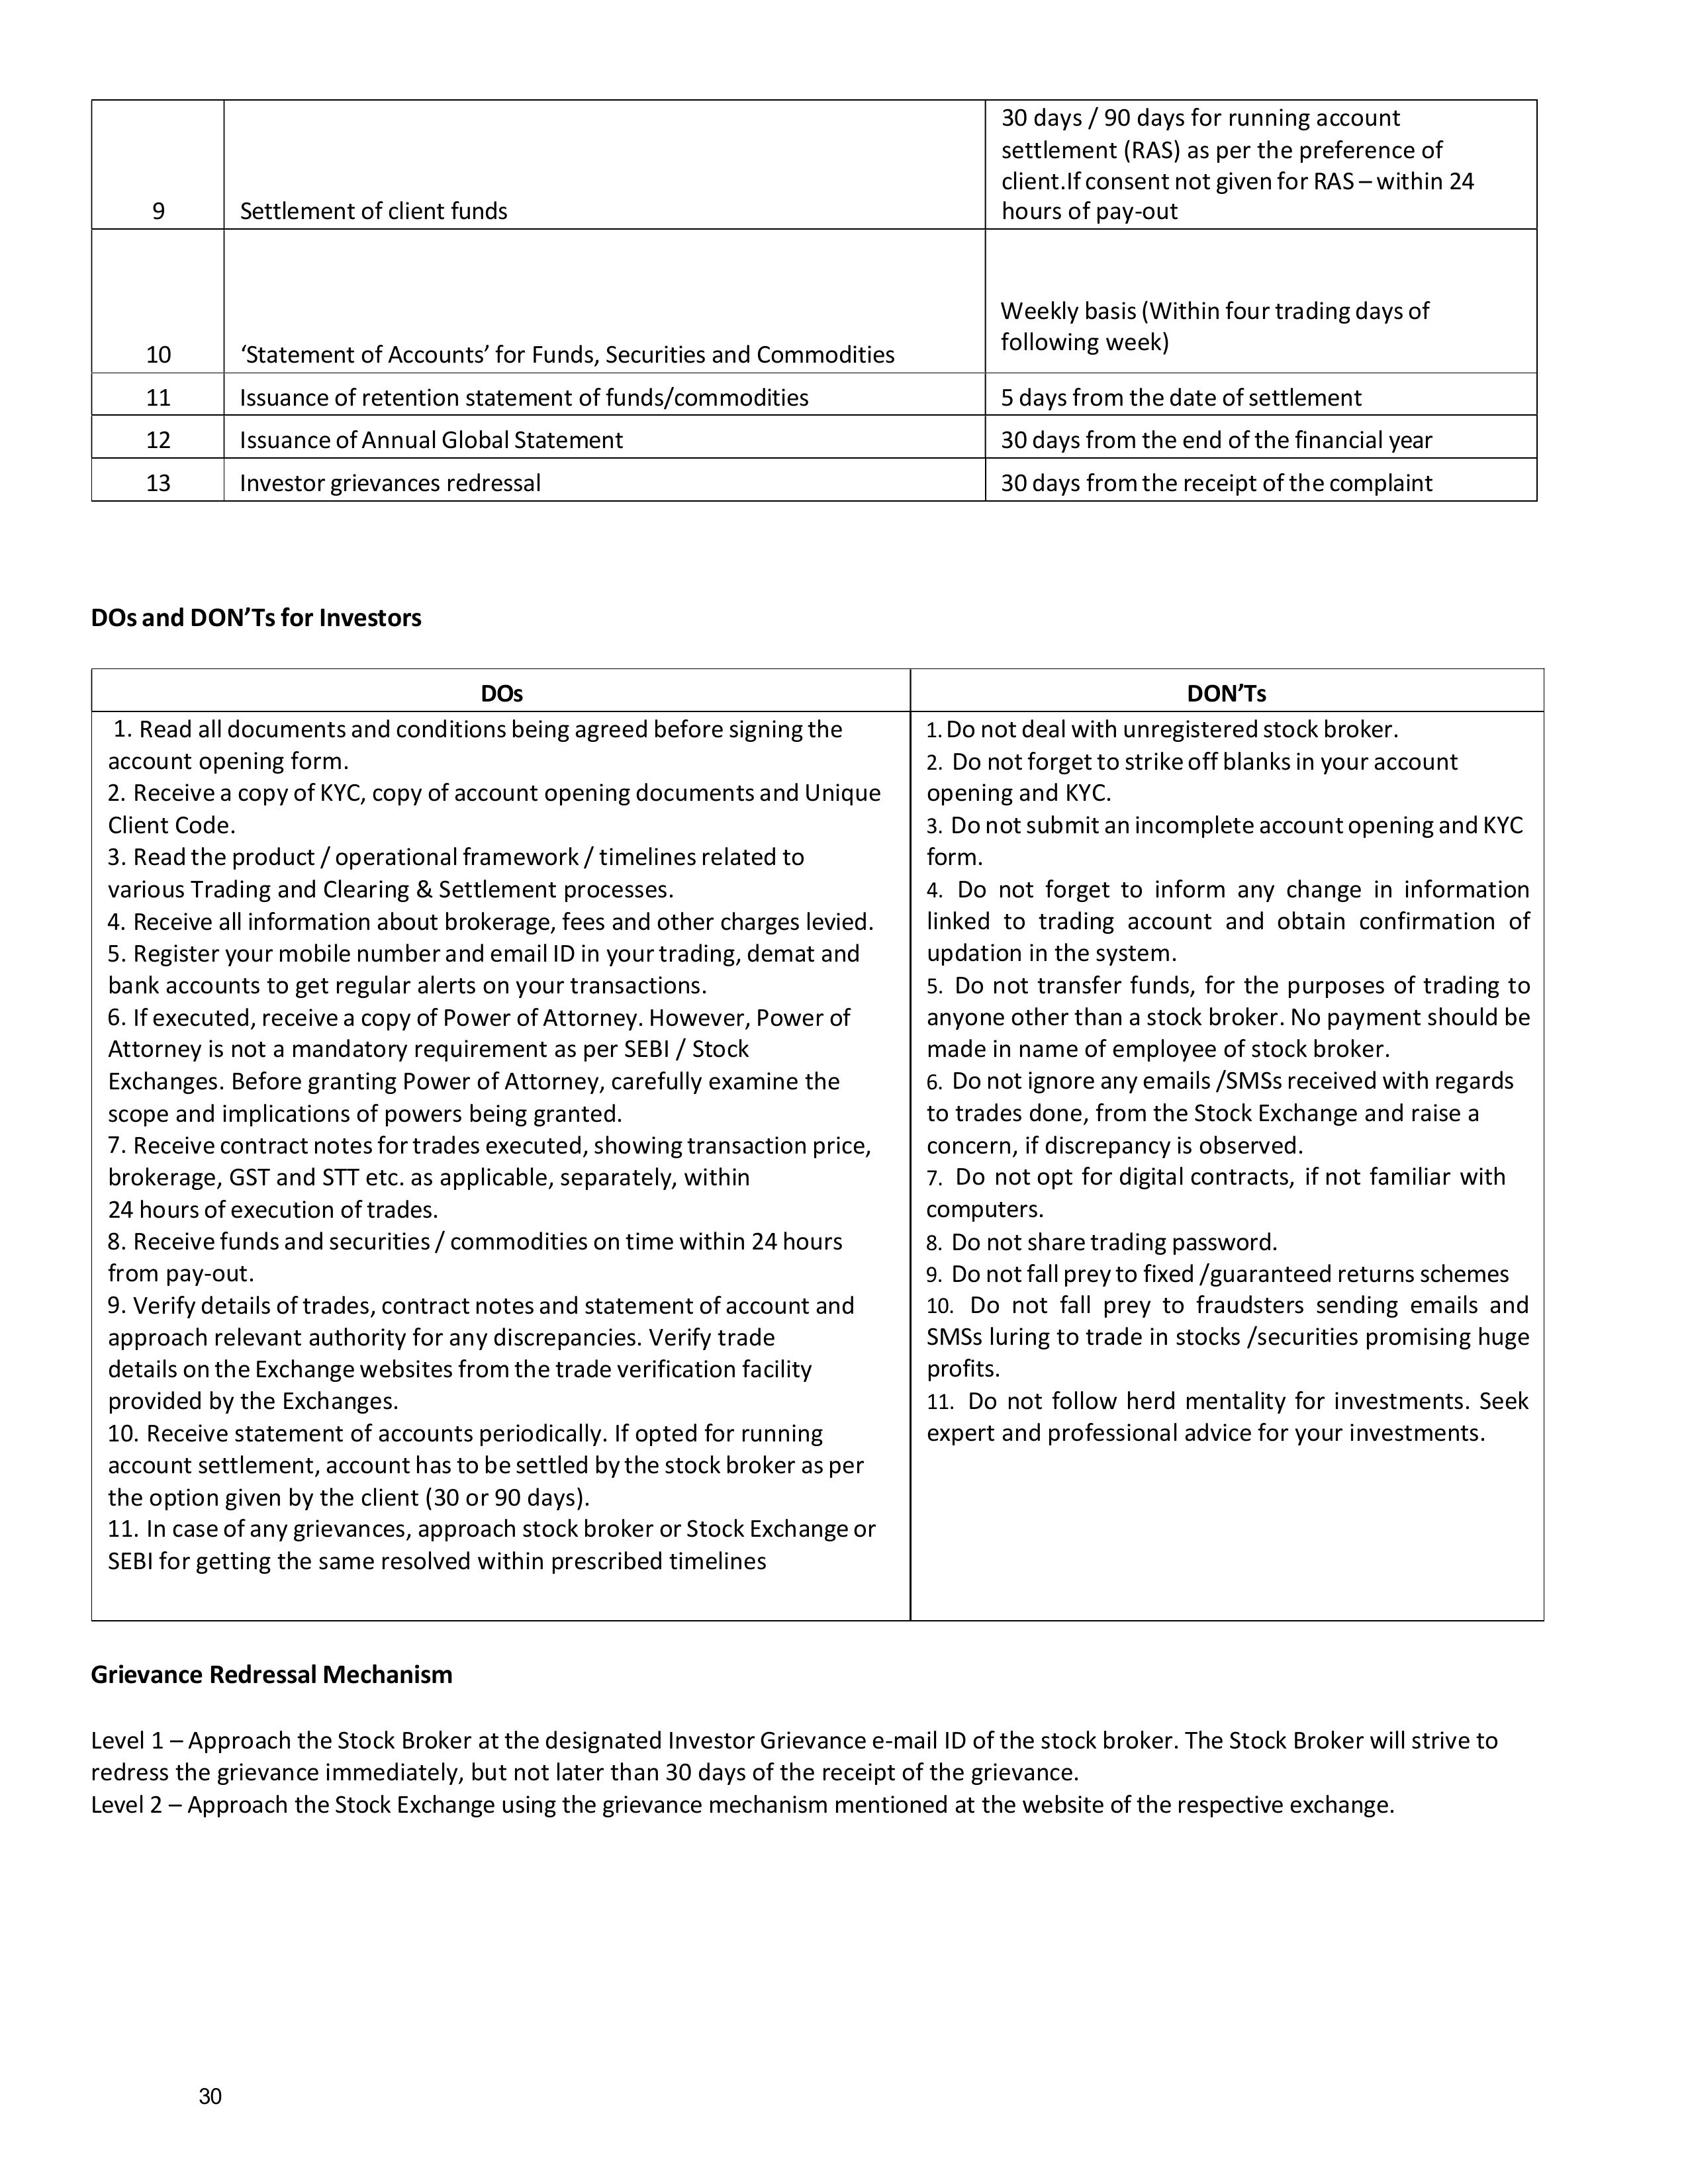 30 days / 90 days for running account
settlement (RAS) as per the preference of
client.If consent not given for RAS – within 24
9 Settlement of client funds hours of pay-out
Weekly basis (Within four trading days of
following week)
10 ‘Statement of Accounts’ for Funds, Securities and Commodities
11 Issuance of retention statement of funds/commodities 5 days from the date of settlement
12 Issuance of Annual Global Statement 30 days from the end of the financial year
13 Investor grievances redressal 30 days from the receipt of the complaint
DOs and DON’Ts for Investors
DOs
1. Read all documents and conditions being agreed before signing the
account opening form.
2. Receive a copy of KYC, copy of account opening documents and Unique
Client Code.
3. Read the product / operational framework / timelines related to
various Trading and Clearing & Settlement processes.
4. Receive all information about brokerage, fees and other charges levied.
5. Register your mobile number and email ID in your trading, demat and
bank accounts to get regular alerts on your transactions.
6. If executed, receive a copy of Power of Attorney. However, Power of
Attorney is not a mandatory requirement as per SEBI / Stock
Exchanges. Before granting Power of Attorney, carefully examine the
scope and implications of powers being granted.
7. Receive contract notes for trades executed, showing transaction price,
brokerage, GST and STT etc. as applicable, separately, within
24 hours of execution of trades.
8. Receive funds and securities / commodities on time within 24 hours
from pay-out.
9. Verify details of trades, contract notes and statement of account and
approach relevant authority for any discrepancies. Verify trade
details on the Exchange websites from the trade verification facility
provided by the Exchanges.
10. Receive statement of accounts periodically. If opted for running
account settlement, account has to be settled by the stock broker as per
the option given by the client (30 or 90 days).
11. In case of any grievances, approach stock broker or Stock Exchange or
SEBI for getting the same resolved within prescribed timelines
DON’Ts
1. Do not deal with unregistered stock broker.
2. Do not forget to strike off blanks in your account
opening and KYC.
3. Do not submit an incomplete account opening and KYC
form.
4. Do not forget to inform any change in information
linked to trading account and obtain confirmation of
updation in the system.
5. Do not transfer funds, for the purposes of trading to
anyone other than a stock broker. No payment should be
made in name of employee of stock broker.
6. Do not ignore any emails /SMSs received with regards
to trades done, from the Stock Exchange and raise a
concern, if discrepancy is observed.
7. Do not opt for digital contracts, if not familiar with
computers.
8. Do not share trading password.
9. Do not fall prey to fixed /guaranteed returns schemes
10. Do not fall prey to fraudsters sending emails and
SMSs luring to trade in stocks /securities promising huge
profits.
11. Do not follow herd mentality for investments. Seek
expert and professional advice for your investments.
Grievance Redressal Mechanism
Level 1 – Approach the Stock Broker at the designated Investor Grievance e-mail ID of the stock broker. The Stock Broker will strive to
redress the grievance immediately, but not later than 30 days of the receipt of the grievance.
Level 2 – Approach the Stock Exchange using the grievance mechanism mentioned at the website of the respective exchange.
30